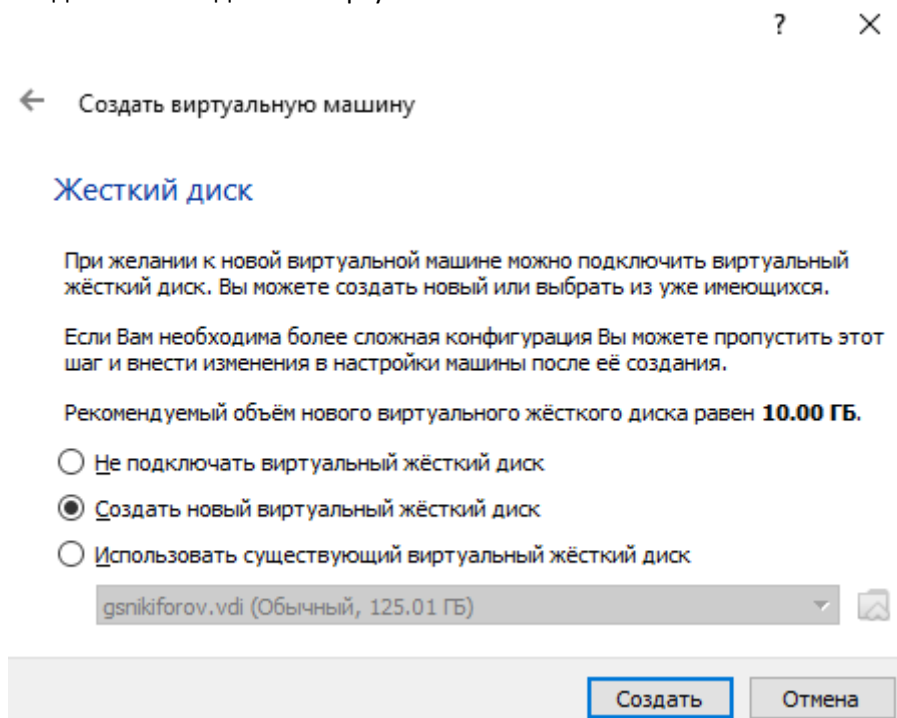 ?
Создать виртуальную машину
Жесткий диск
При желании к новой виртуальной машине можно подключить виртуальный
жёсткий диск. Вы можете создать новый или выбрать из уже имеющихся.
Если Вам необходима более сложная конфигурация Вы можете пропустить этот
шаг и внести изменения в настройки машины после её создания.
Рекомендуемый объём нового виртуального жёсткого диска равен 10.00 ГБ.
Не подключать виртуальный жёсткий диск
Создать новый виртуальный жёсткий диск
Использовать существующий виртуальный жёсткий диск
gsnikiforov.vdi (Обычный, 125.01 ГБ)
Создать Отмена